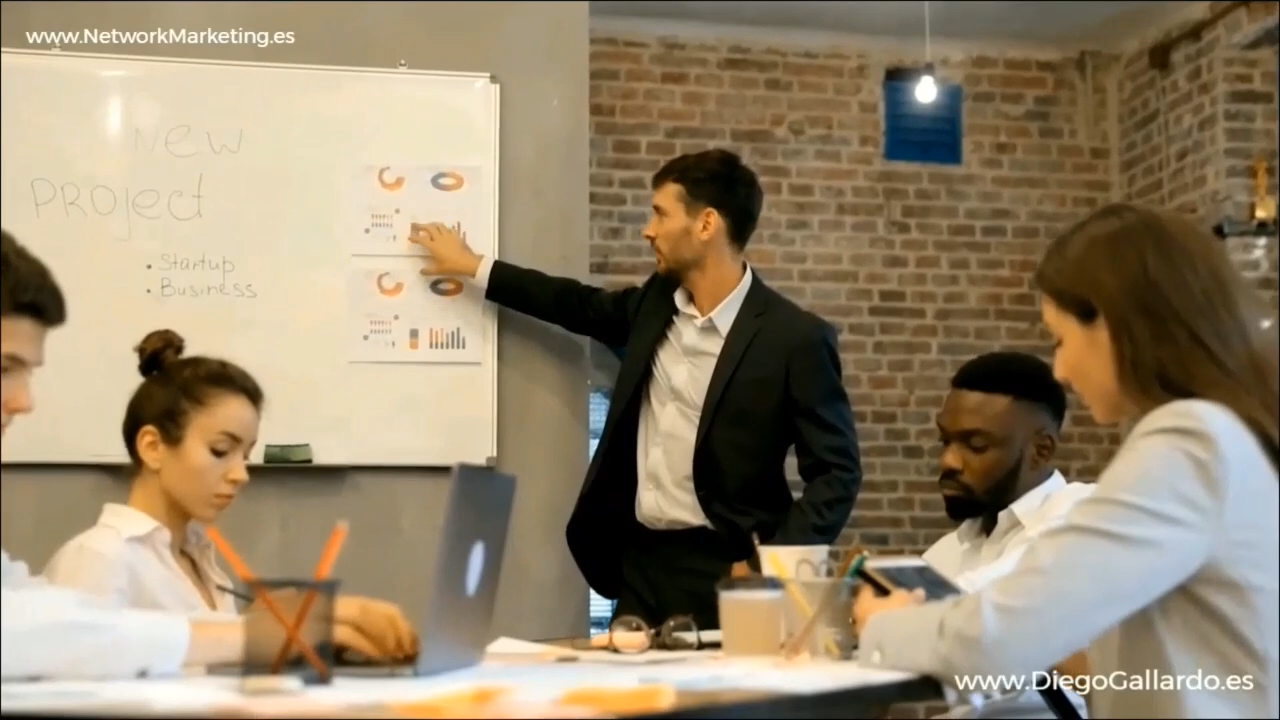 www.NetworkMarketing.es
New
PROJect
• Startup
• Business
www.DiegoGallardo.es